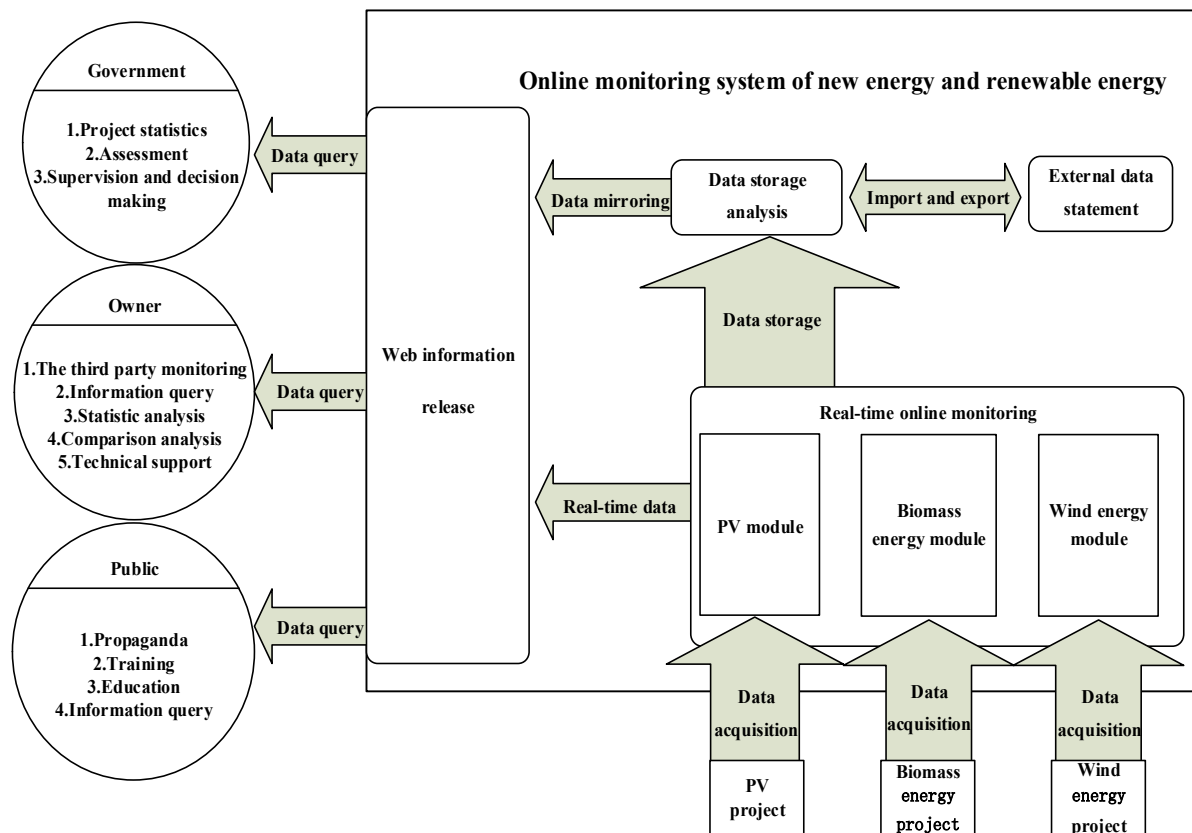 Online monitoring system of new energy and renewable energy
Government
1.Project statistics
2.Assessment
3.Supervision and decision
making
Data query
Owner
1.The third party monitoring
2.Information query
3.Statistic analysis
4.Comparison analysis
5.Technical support
Data query
Public
1.Propaganda
2.Training
3.Education
4.Information query
Data query
Web information
release
Data mirroring
Data storage
analysis
Import and export
External data
statement
Data storage
Real-time data
Real-time online monitoring
PV module
Biomass
energy module
Wind energy
module
Data
acquisition
Data
acquisition
Data
acquisition
PV
project
Biomass
energy
project
Wind
energy
project